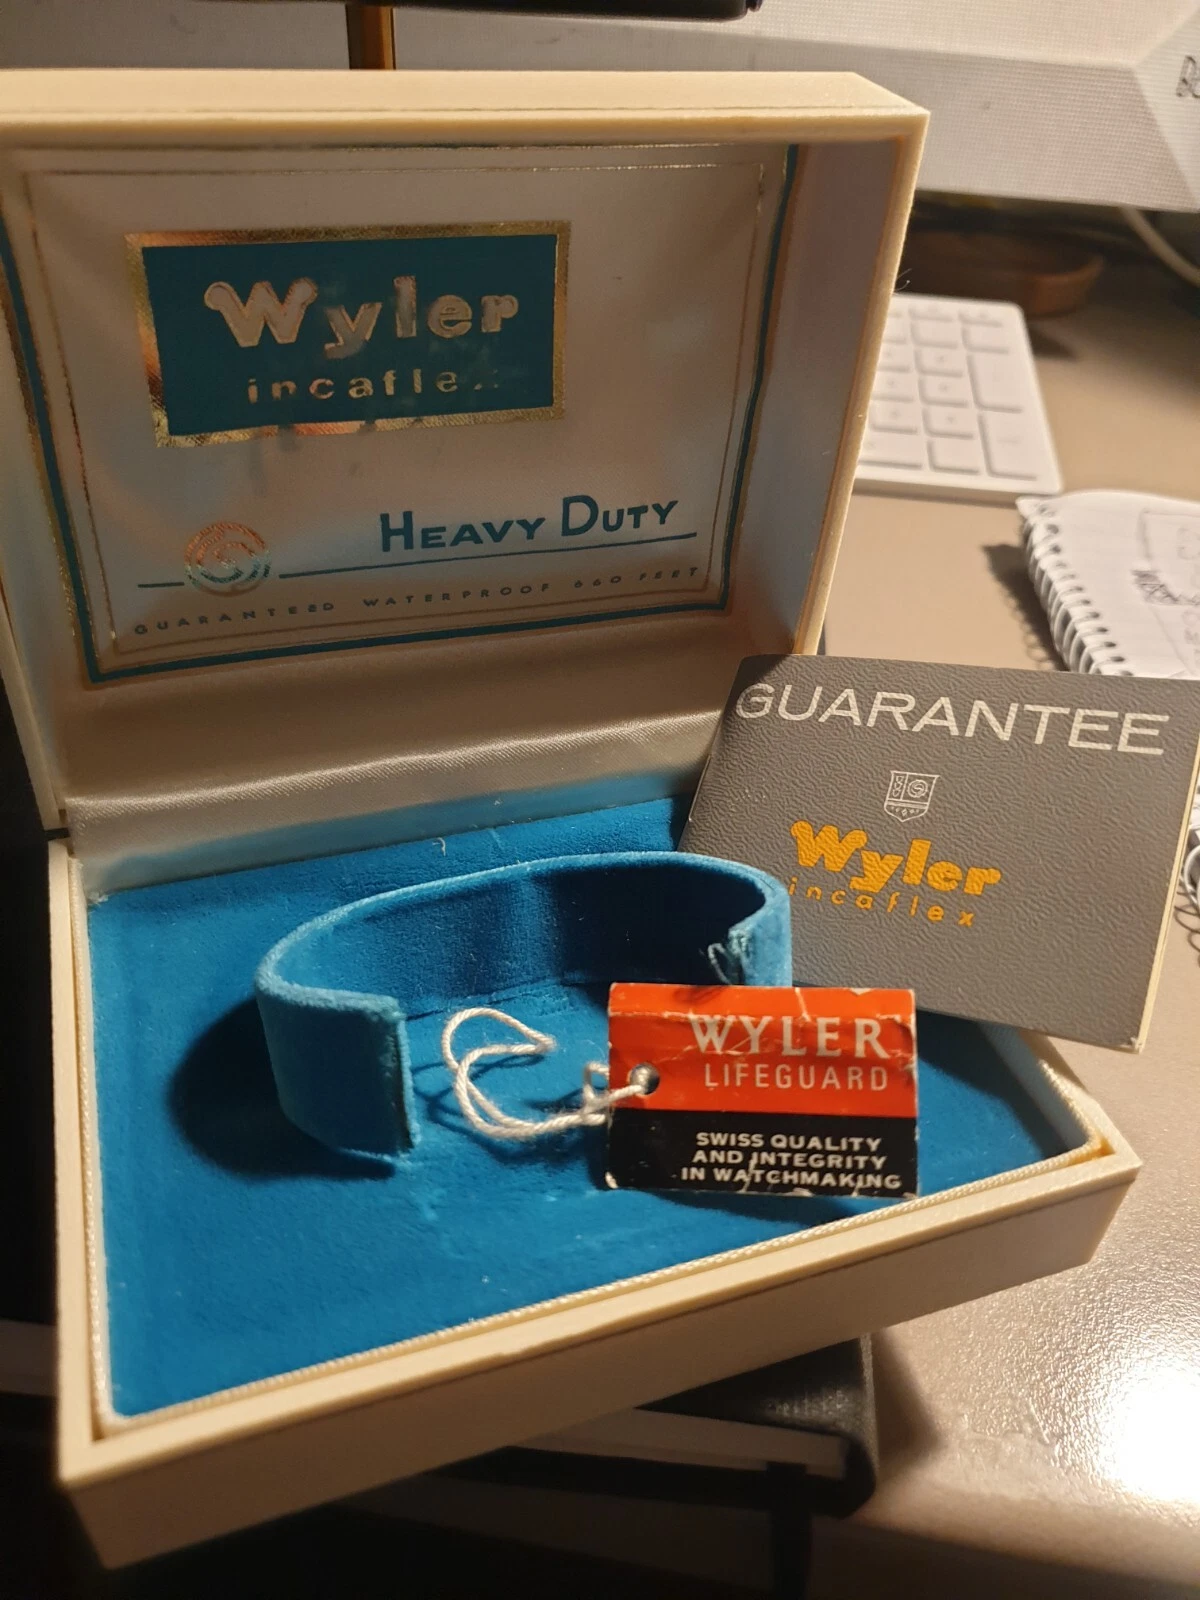 Wyler
incaflex
HEAVY DUTY
GUARANTEED WATERPROOF 660 FEET
GUARANTEE
Wyler
incaflex
WYLER
LIFEGUARD
SWISS QUALITY
AND INTEGRITY
IN WATCHMAKING